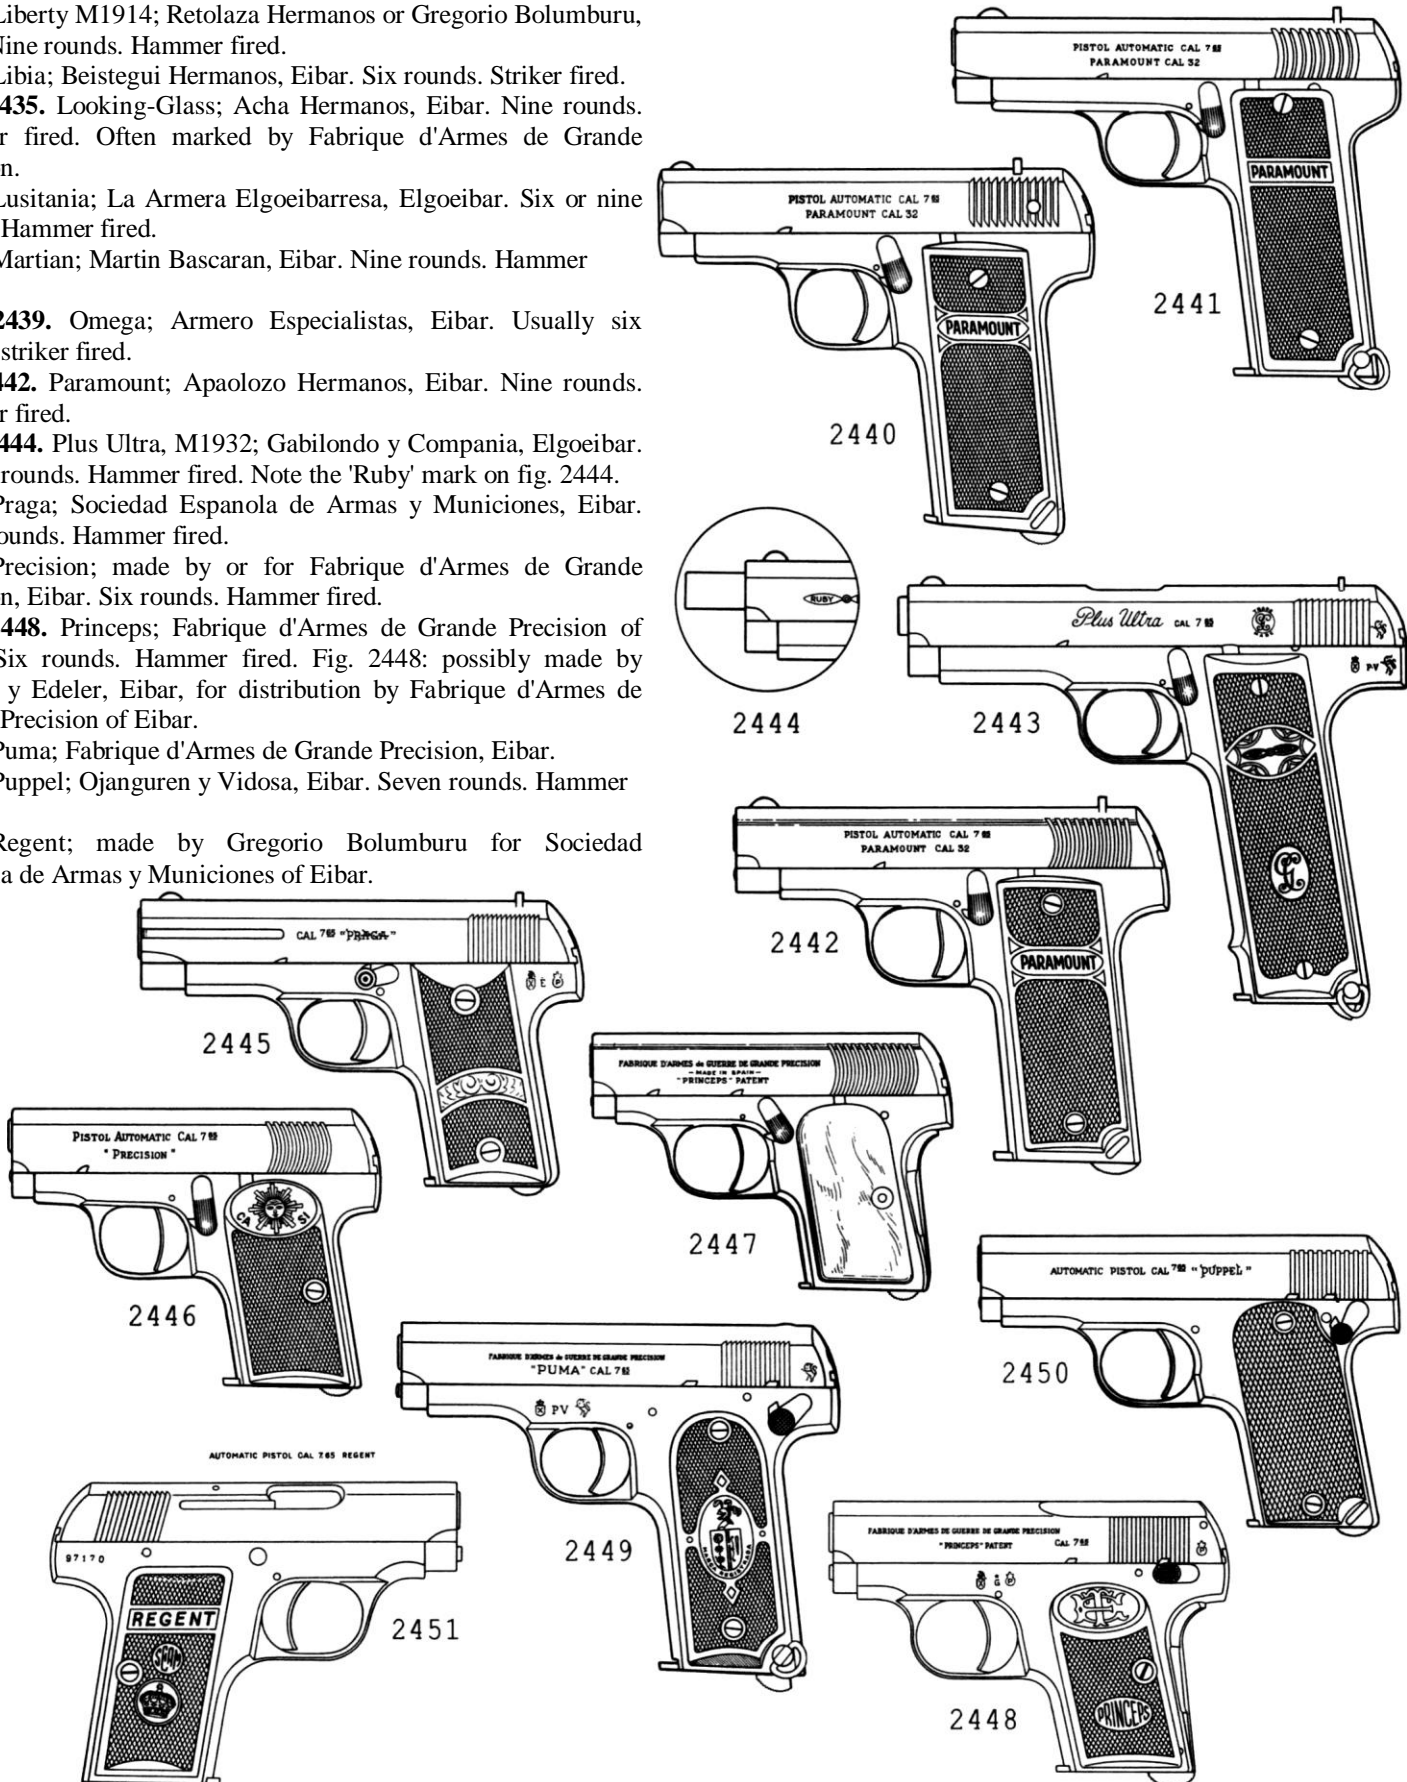 Liberty M1914; Retolaza Hermanos or Gregorio Bolumburu,
Nine rounds. Hammer fired.
Libia; Beistegui Hermanos, Eibar. Six rounds. Striker fired.
435. Looking-Glass; Acha Hermanos, Eibar. Nine rounds.
r fired. Often marked by Fabrique d'Armes de Grande
n.
Lusitania; La Armera Elgoeibarresa, Elgoeibar. Six or nine
Hammer fired.
Martian; Martin Bascaran, Eibar. Nine rounds. Hammer
2439. Omega; Armero Especialistas, Eibar. Usually six
striker fired.
442. Paramount; Apaolozo Hermanos, Eibar. Nine rounds.
r fired.
444. Plus Ultra, M1932; Gabilondo y Compania, Elgoeibar.
rounds. Hammer fired. Note the 'Ruby' mark on fig. 2444.
Praga; Sociedad Espanola de Armas y Municiones, Eibar.
ounds. Hammer fired.
Precision; made by or for Fabrique d'Armes de Grande
n, Eibar. Six rounds. Hammer fired.
448. Princeps; Fabrique d'Armes de Grande Precision of
Six rounds. Hammer fired. Fig. 2448: possibly made by
y Edeler, Eibar, for distribution by Fabrique d'Armes de
Precision of Eibar.
Puma; Fabrique d'Armes de Grande Precision, Eibar.
Puppel; Ojanguren y Vidosa, Eibar. Seven rounds. Hammer
Regent; made by Gregorio Bolumburu for Sociedad
a de Armas y Municiones of Eibar.
PISTOL AUTOMATIC CAL 7 65
PARAMOUNT CAL 32
PARAMOUNT
2441
PISTOL AUTOMATIC CAL 7 65
PARAMOUNT CAL 32
PARAMOUNT
2440
RUBY
2444
Plus Ultra CAL 7 65
PV
2443
PISTOL AUTOMATIC CAL 7 65
PARAMOUNT CAL 32
PARAMOUNT
2442
CAL 7 65 "PRAGA"
E P
2445
FABRIQUE D'ARMES de GUERRE DE GRANDE PRECISION
- MADE IN SPAIN -
"PRINCEPS" PATENT
2447
PISTOL AUTOMATIC CAL 7 65
" PRECISION "
CA SI
2446
AUTOMATIC PISTOL CAL 7 65 "PUPPEL"
2450
FABRIQUE D'ARMES de GUERRE DE GRANDE PRECISION
"PUMA" CAL 7 65
PV
MARCA REGISTRADA
2449
AUTOMATIC PISTOL CAL 7.65 REGENT
97170
REGENT
SEAM
2451
FABRIQUE D'ARMES DE GUERRE DE GRANDE PRECISION
"PRINCEPS" PATENT CAL 7 65
G P
P
PRINCEPS
2448